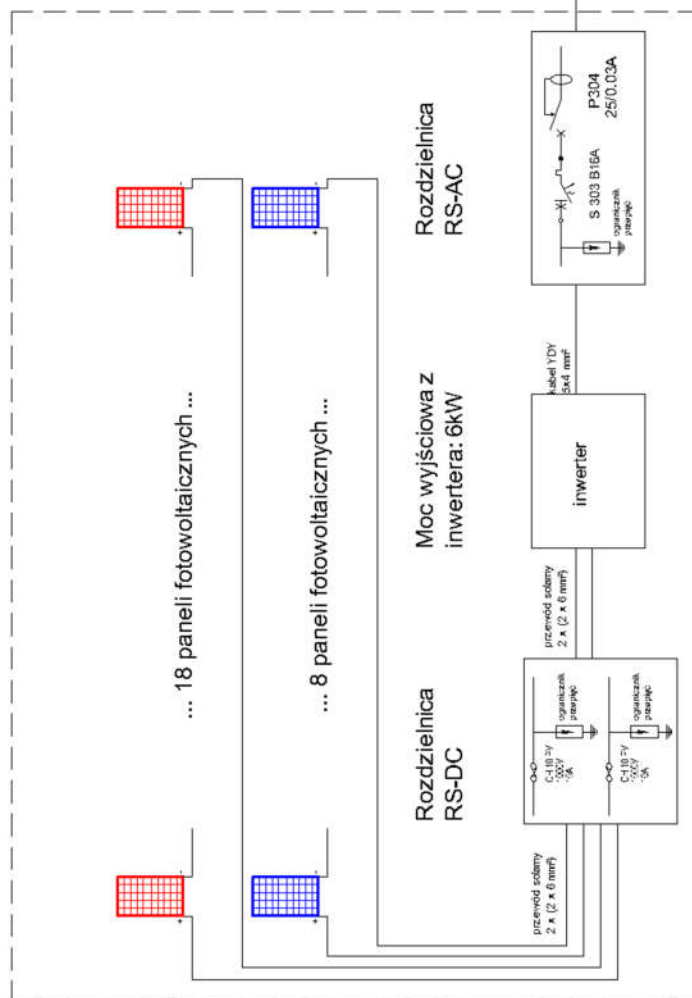 ... 18 paneli fotowoltaicznych ...
... 8 paneli fotowoltaicznych ...
Rozdzielnica
RS-DC
Moc wyjściowa z
inwertera: 6kW
Rozdzielnica
RS-AC
przewód solarny
2 x (2 x 6 mm²)
ogranicznik
przepięć
ogranicznik
przepięć
przewód solarny
2 x (2 x 6 mm²)
inwerter
kabel YDY
5x4 mm²
ogranicznik
przepięć
S 303 B16A
P304
25/0.03A